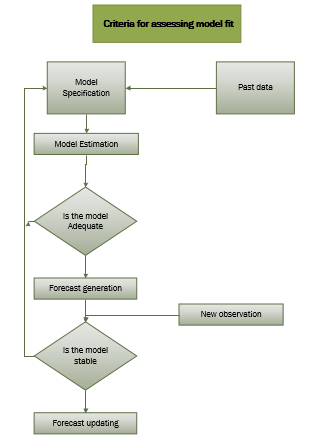 Criteria for assessing model fit
Model
Specification
Past data
Model Estimation
Is the model
Adequate
Forecast generation
New observation
Is the model
stable
Forecast updating